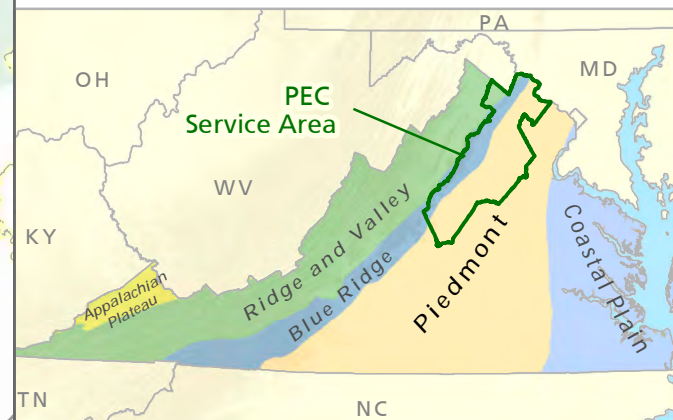 PA
OH
MD
PEC
Service Area
WV
Ridge and Valley
KY
Coastal Plain
Piedmont
Blue Ridge
Appalachian
Plateau
TN
NC